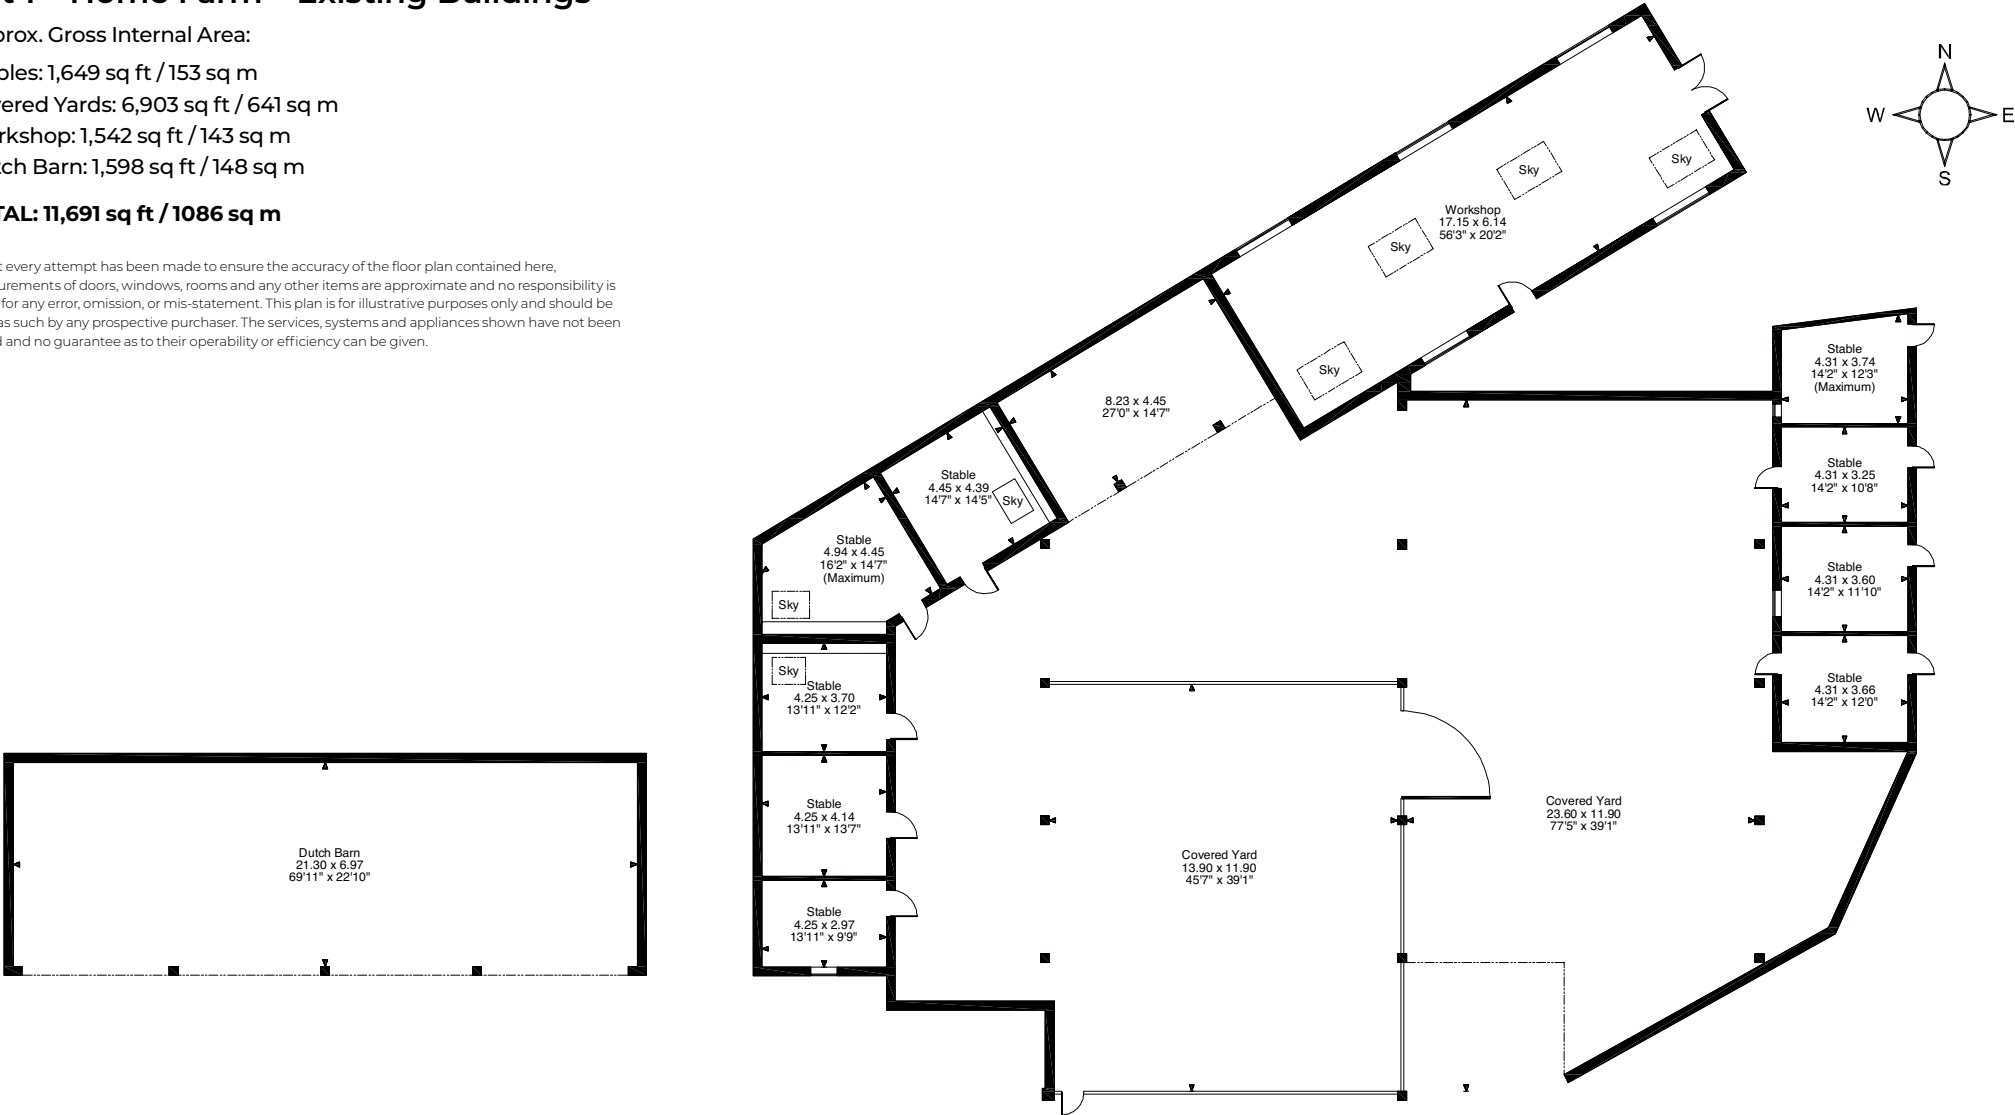 Home Farm - Existing Buildings
prox. Gross Internal Area:
bles: 1,649 sq ft / 153 sq m
vered Yards: 6,903 sq ft / 641 sq m
rkshop: 1,542 sq ft / 143 sq m
tch Barn: 1,598 sq ft / 148 sq m
TAL: 11,691 sq ft / 1086 sq m
t every attempt has been made to ensure the accuracy of the floor plan contained here,
urements of doors, windows, rooms and any other items are approximate and no responsibility is
for any error, omission, or mis-statement. This plan is for illustrative purposes only and should be
as such by any prospective purchaser. The services, systems and appliances shown have not been
d and no guarantee as to their operability or efficiency can be given.
N
W
E
S
Sky
Sky
Workshop
17.15 x 6.14
56'3" x 20'2"
Sky
Sky
8.23 x 4.45
27'0" x 14'7"
Stable
4.45 x 4.39
14'7" x 14'5"
Sky
Stable
4.94 x 4.45
16'2" x 14'7"
(Maximum)
Sky
Sky
Stable
4.25 x 3.70
13'11" x 12'2"
Stable
4.25 x 4.14
13'11" x 13'7"
Stable
4.25 x 2.97
13'11" x 9'9"
Stable
4.31 x 3.74
14'2" x 12'3"
(Maximum)
Stable
4.31 x 3.25
14'2" x 10'8"
Stable
4.31 x 3.60
14'2" x 11'10"
Stable
4.31 x 3.66
14'2" x 12'0"
Covered Yard
23.60 x 11.90
77'5" x 39'1"
Covered Yard
13.90 x 11.90
45'7" x 39'1"
Dutch Barn
21.30 x 6.97
69'11" x 22'10"